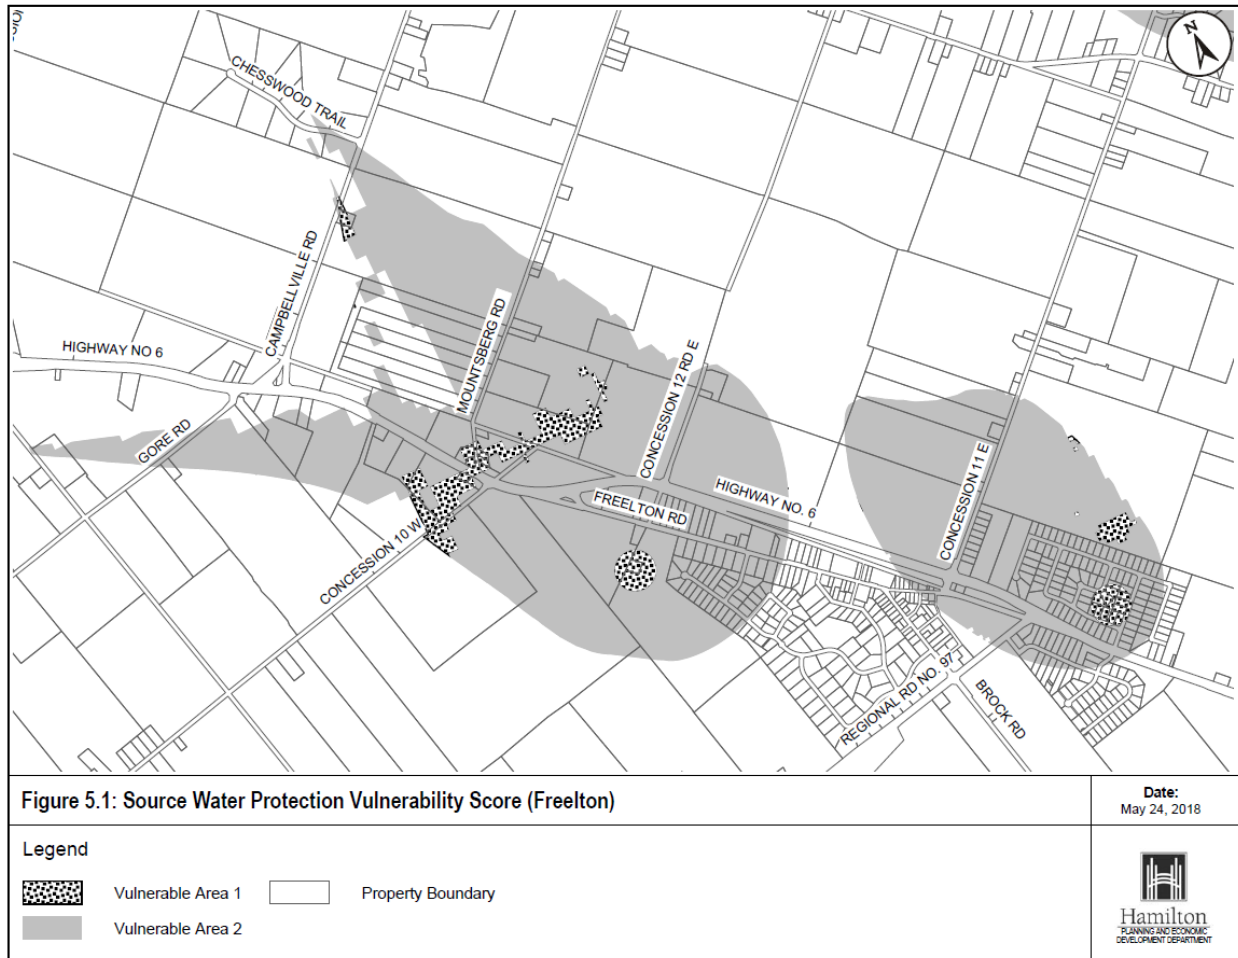 N
CHESSWOOD TRAIL
CAMPBELLVILLE RD
MOUNTSBERG RD
HIGHWAY NO 6
GORE RD
CONCESSION 12 RD E
CONCESSION 11 E
HIGHWAY NO. 6
FREELTON RD
CONCESSION 10 W
REGIONAL RD NO. 97
BROCK RD
Figure 5.1: Source Water Protection Vulnerability Score (Freelton)
Date:
May 24, 2018
Legend
Vulnerable Area 1
Property Boundary
Vulnerable Area 2
Hamilton
PLANNING AND ECONOMIC
DEVELOPMENT DEPARTMENT